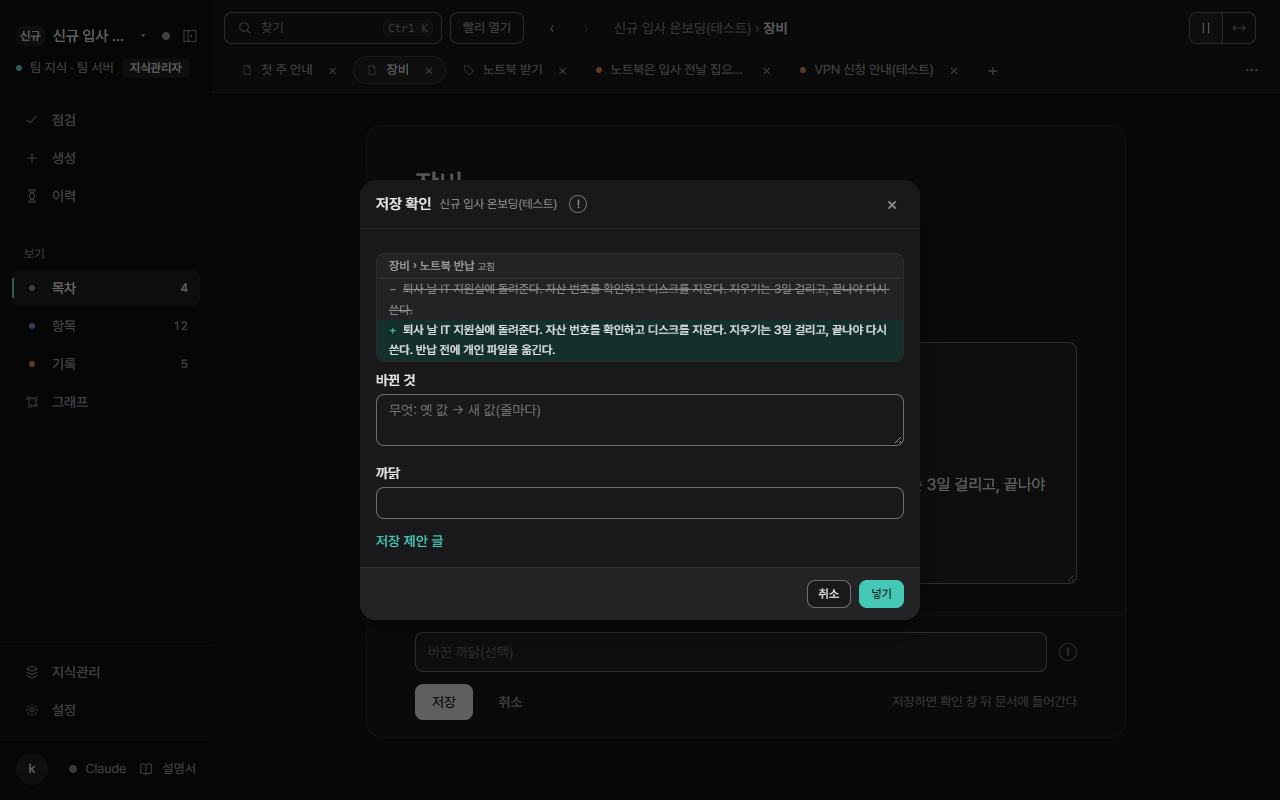 신규 신규 입사 ...
팀 지식 · 팀 서버 지식관리자
점검
생성
이력
보기
목차 4
항목 12
기록 5
그래프
지식관리
설정
k Claude 설명서
찾기 Ctrl K 빨리 열기 ‹ › 신규 입사 온보딩(테스트) › 장비
첫 주 안내 × 장비 × 노트북 받기 × 노트북은 입사 전날 집으... × VPN 신청 안내(테스트) × + ...
장비
저장 확인 신규 입사 온보딩(테스트) ! ×
장비 › 노트북 반납 고침
− 퇴사 날 IT 지원실에 돌려준다. 자산 번호를 확인하고 디스크를 지운다. 지우기는 3일 걸리고, 끝나야 다시
쓴다.
+ 퇴사 날 IT 지원실에 돌려준다. 자산 번호를 확인하고 디스크를 지운다. 지우기는 3일 걸리고, 끝나야 다시
쓴다. 반납 전에 개인 파일을 옮긴다.
바뀐 것
무엇: 옛 값 → 새 값(줄마다)
까닭
저장 제안 글
취소 넣기
3일 걸리고, 끝나야
바꾼 까닭(선택) !
저장 취소 저장하면 확인 창 뒤 문서에 들어간다